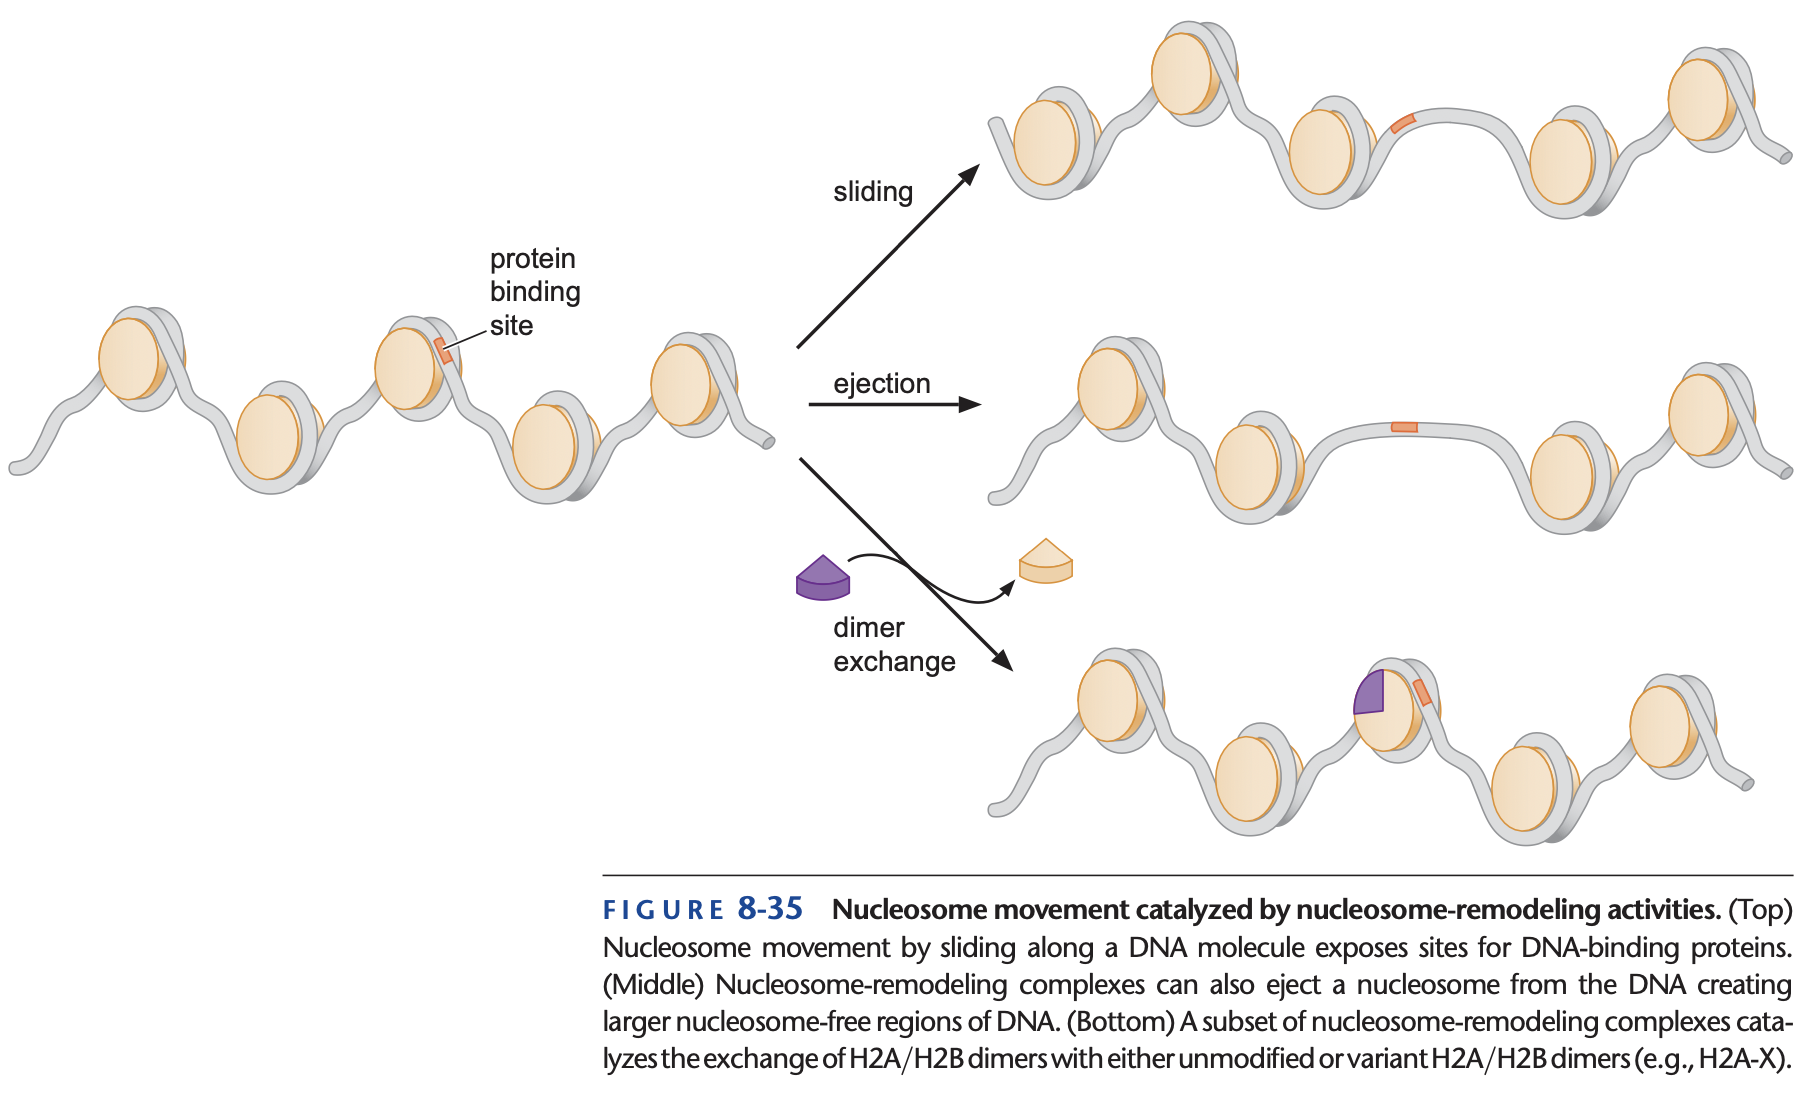 sliding
protein
binding
site
ejection
dimer
exchange
FIGURE 8-35 Nucleosome movement catalyzed by nucleosome-remodeling activities. (Top)
Nucleosome movement by sliding along a DNA molecule exposes sites for DNA-binding proteins.
(Middle) Nucleosome-remodeling complexes can also eject a nucleosome from the DNA creating
larger nucleosome-free regions of DNA. (Bottom) A subset of nucleosome-remodeling complexes cata-
lyzes the exchange of H2A/H2B dimers with either unmodified or variant H2A/H2B dimers (e.g., H2A-X).